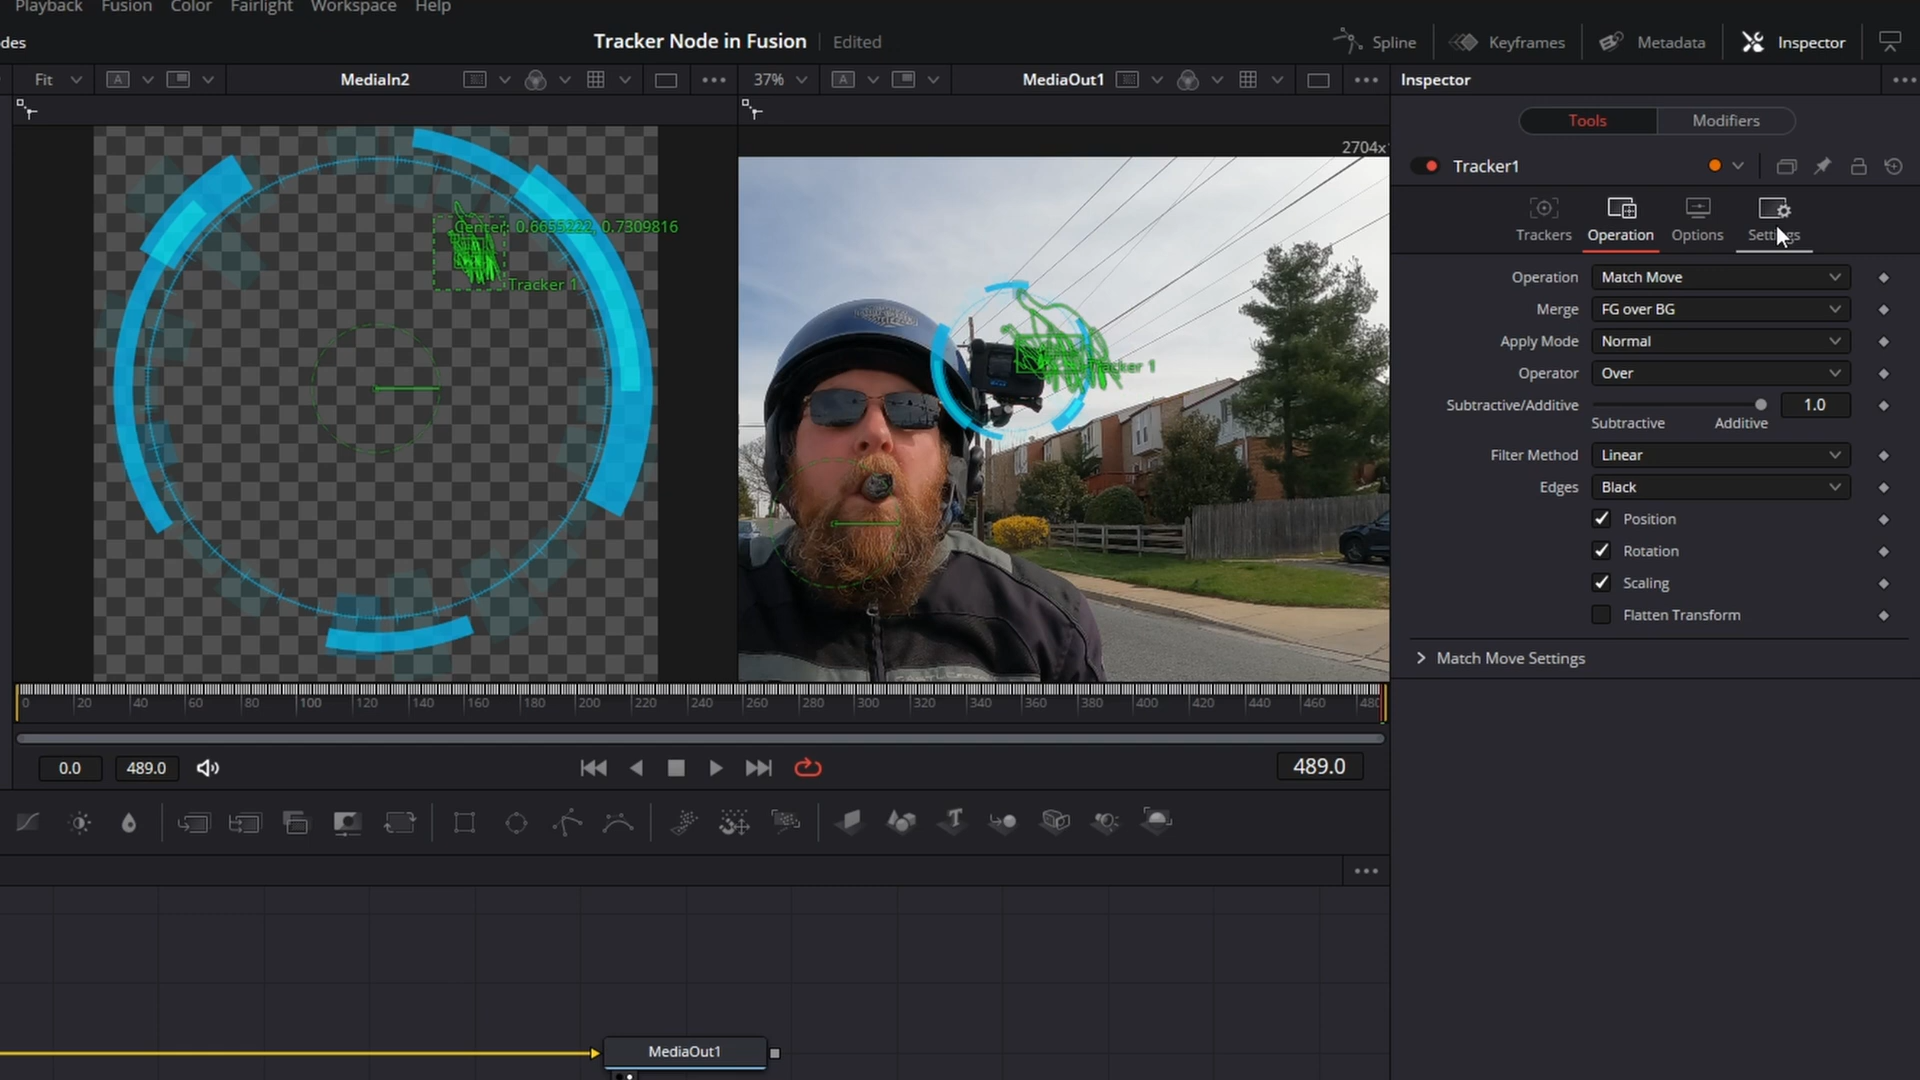 Playback Fusion Color Fairlight Workspace Help
des
Tracker Node in Fusion Edited
Spline Keyframes Metadata Inspector
Fit A MediaIn2 37% A MediaOut1 Inspector
Tools Modifiers
2704x
Tracker1
Center: 0.6655222, 0.7309816
Tracker 1
Tracker 1
Trackers Operation Options Settings
Operation Match Move
Merge FG over BG
Apply Mode Normal
Operator Over
Subtractive/Additive 1.0
Subtractive Additive
Filter Method Linear
Edges Black
Position
Rotation
Scaling
Flatten Transform
Match Move Settings
0 20 40 60 80 100 120 140 160 180 200 220 240 260 280 300 320 340 360 380 400 420 440 460 480
0.0 489.0 489.0
T
MediaOut1